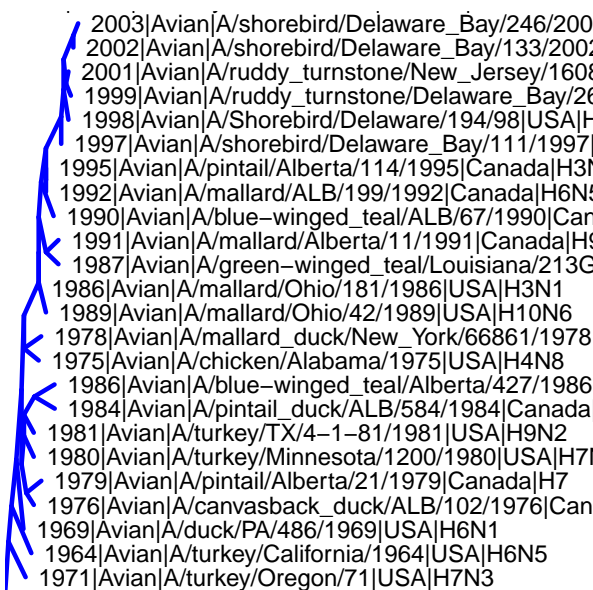 2003|Avian|A/shorebird/Delaware_Bay/246/200
2002|Avian|A/shorebird/Delaware_Bay/133/2002
2001|Avian|A/ruddy_turnstone/New_Jersey/1608
1999|Avian|A/ruddy_turnstone/Delaware_Bay/26
1998|Avian|A/Shorebird/Delaware/194/98|USA|H
1997|Avian|A/shorebird/Delaware_Bay/111/1997|
1995|Avian|A/pintail/Alberta/114/1995|Canada|H3N
1992|Avian|A/mallard/ALB/199/1992|Canada|H6N5
1990|Avian|A/blue−winged_teal/ALB/67/1990|Can
1991|Avian|A/mallard/Alberta/11/1991|Canada|H9
1987|Avian|A/green−winged_teal/Louisiana/213G
1986|Avian|A/mallard/Ohio/181/1986|USA|H3N1
1989|Avian|A/mallard/Ohio/42/1989|USA|H10N6
1978|Avian|A/mallard_duck/New_York/66861/1978
1975|Avian|A/chicken/Alabama/1975|USA|H4N8
1986|Avian|A/blue−winged_teal/Alberta/427/1986
1984|Avian|A/pintail_duck/ALB/584/1984|Canada|
1981|Avian|A/turkey/TX/4−1−81/1981|USA|H9N2
1980|Avian|A/turkey/Minnesota/1200/1980|USA|H7N
1979|Avian|A/pintail/Alberta/21/1979|Canada|H7
1976|Avian|A/canvasback_duck/ALB/102/1976|Can
1969|Avian|A/duck/PA/486/1969|USA|H6N1
1964|Avian|A/turkey/California/1964|USA|H6N5
1971|Avian|A/turkey/Oregon/71|USA|H7N3